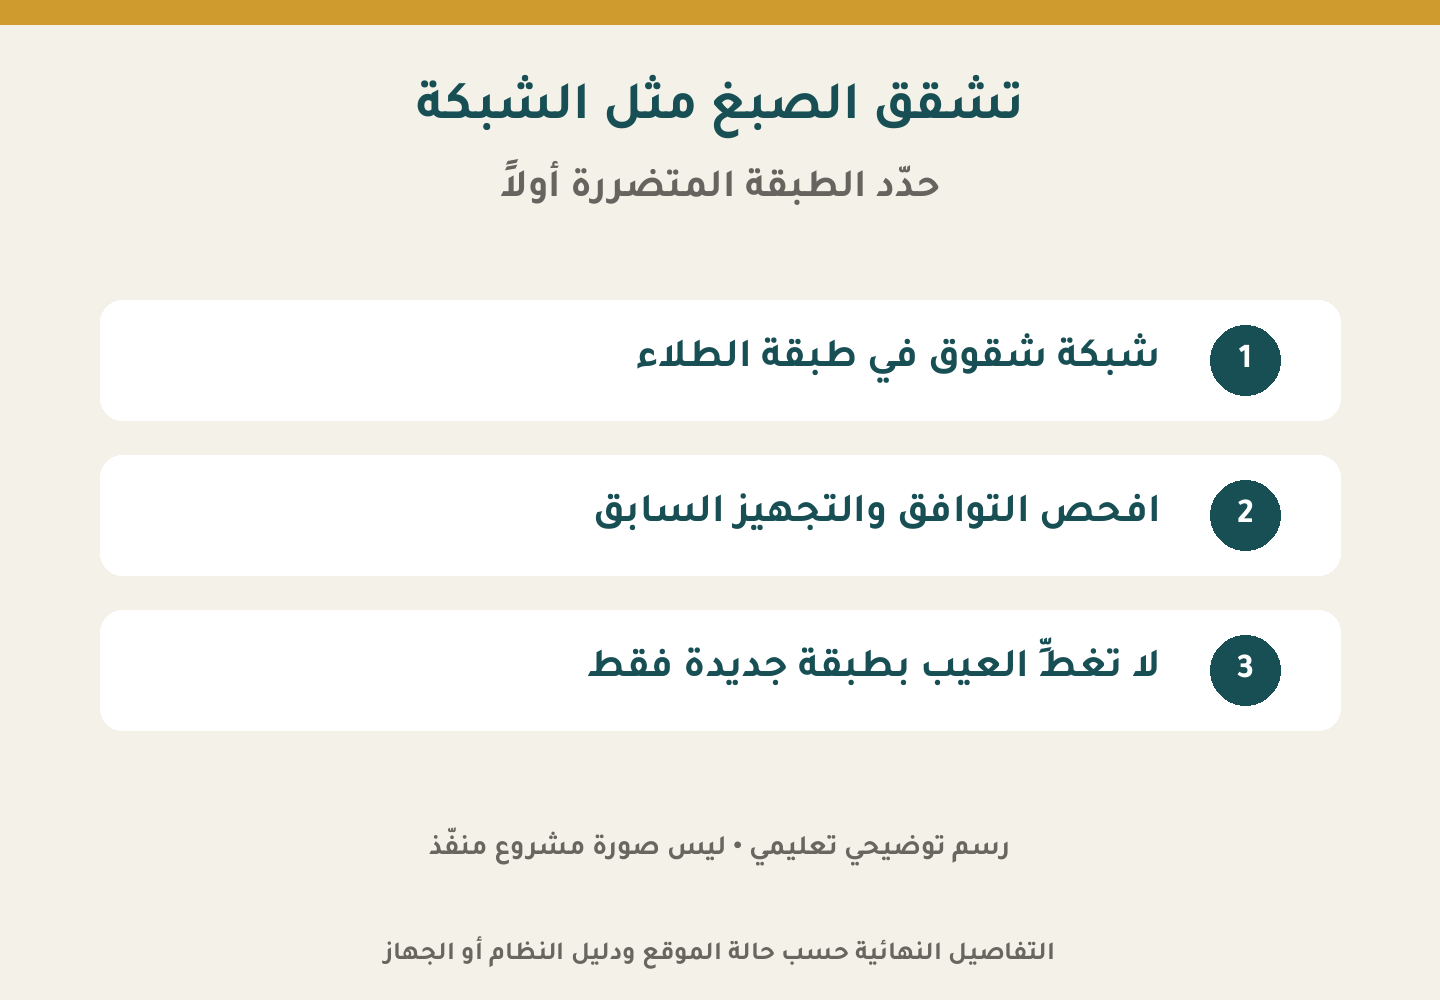 تشقق الصبغ مثل الشبكة
حدّد الطبقة المتضررة أولاً
1 شبكة شقوق في طبقة الطلاء
2 افحص التوافق والتجهيز السابق
3 لا تغطِّ العيب بطبقة جديدة فقط
رسم توضيحي تعليمي • ليس صورة مشروع منفّذ
التفاصيل النهائية حسب حالة الموقع ودليل النظام أو الجهاز